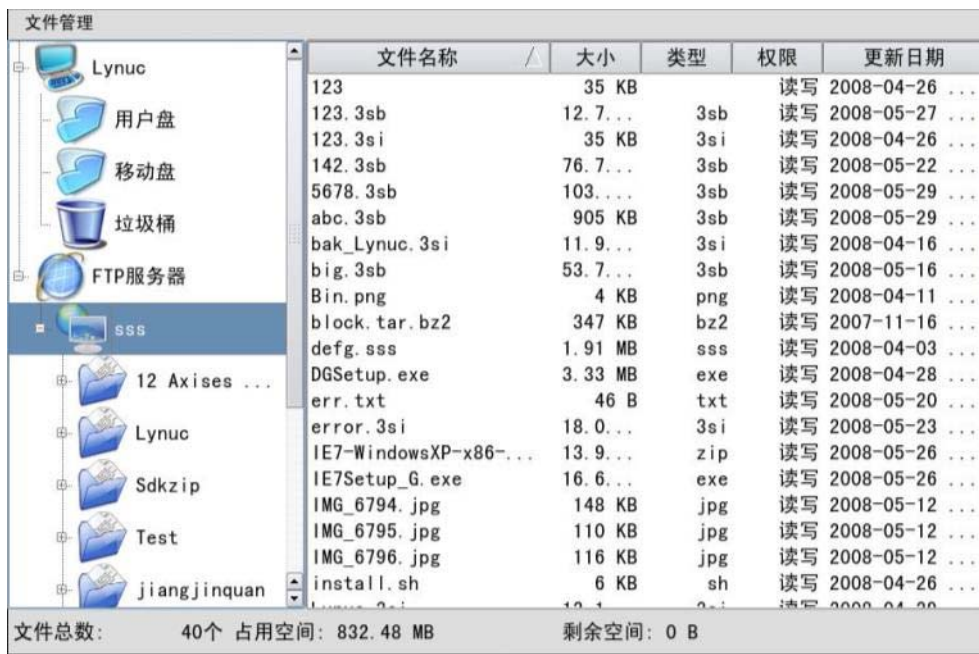 文件管理
Lynuc
用户盘
移动盘
垃圾桶
FTP服务器
sss
12 Axises ...
Lynuc
Sdkzip
Test
jiangjinquan
文件名称 大小 类型 权限 更新日期
123 35 KB 读写 2008-04-26 ...
123.3sb 12.7... 3sb 读写 2008-05-27 ...
123.3si 35 KB 3si 读写 2008-04-26 ...
142.3sb 76.7... 3sb 读写 2008-05-22 ...
5678.3sb 103.... 3sb 读写 2008-05-29 ...
abc.3sb 905 KB 3sb 读写 2008-05-29 ...
bak_Lynuc.3si 11.9... 3si 读写 2008-04-16 ...
big.3sb 53.7... 3sb 读写 2008-05-16 ...
Bin.png 4 KB png 读写 2008-04-11 ...
block.tar.bz2 347 KB bz2 读写 2007-11-16 ...
defg.sss 1.91 MB sss 读写 2008-04-03 ...
DGSetup.exe 3.33 MB exe 读写 2008-04-28 ...
err.txt 46 B txt 读写 2008-05-20 ...
error.3si 18.0... 3si 读写 2008-05-23 ...
IE7-WindowsXP-x86-... 13.9... zip 读写 2008-05-26 ...
IE7Setup_G.exe 16.6... exe 读写 2008-05-26 ...
IMG_6794.jpg 148 KB jpg 读写 2008-05-12 ...
IMG_6795.jpg 110 KB jpg 读写 2008-05-12 ...
IMG_6796.jpg 116 KB jpg 读写 2008-05-12 ...
install.sh 6 KB sh 读写 2008-04-26 ...
文件总数: 40个 占用空间: 832.48 MB 剩余空间: 0 B